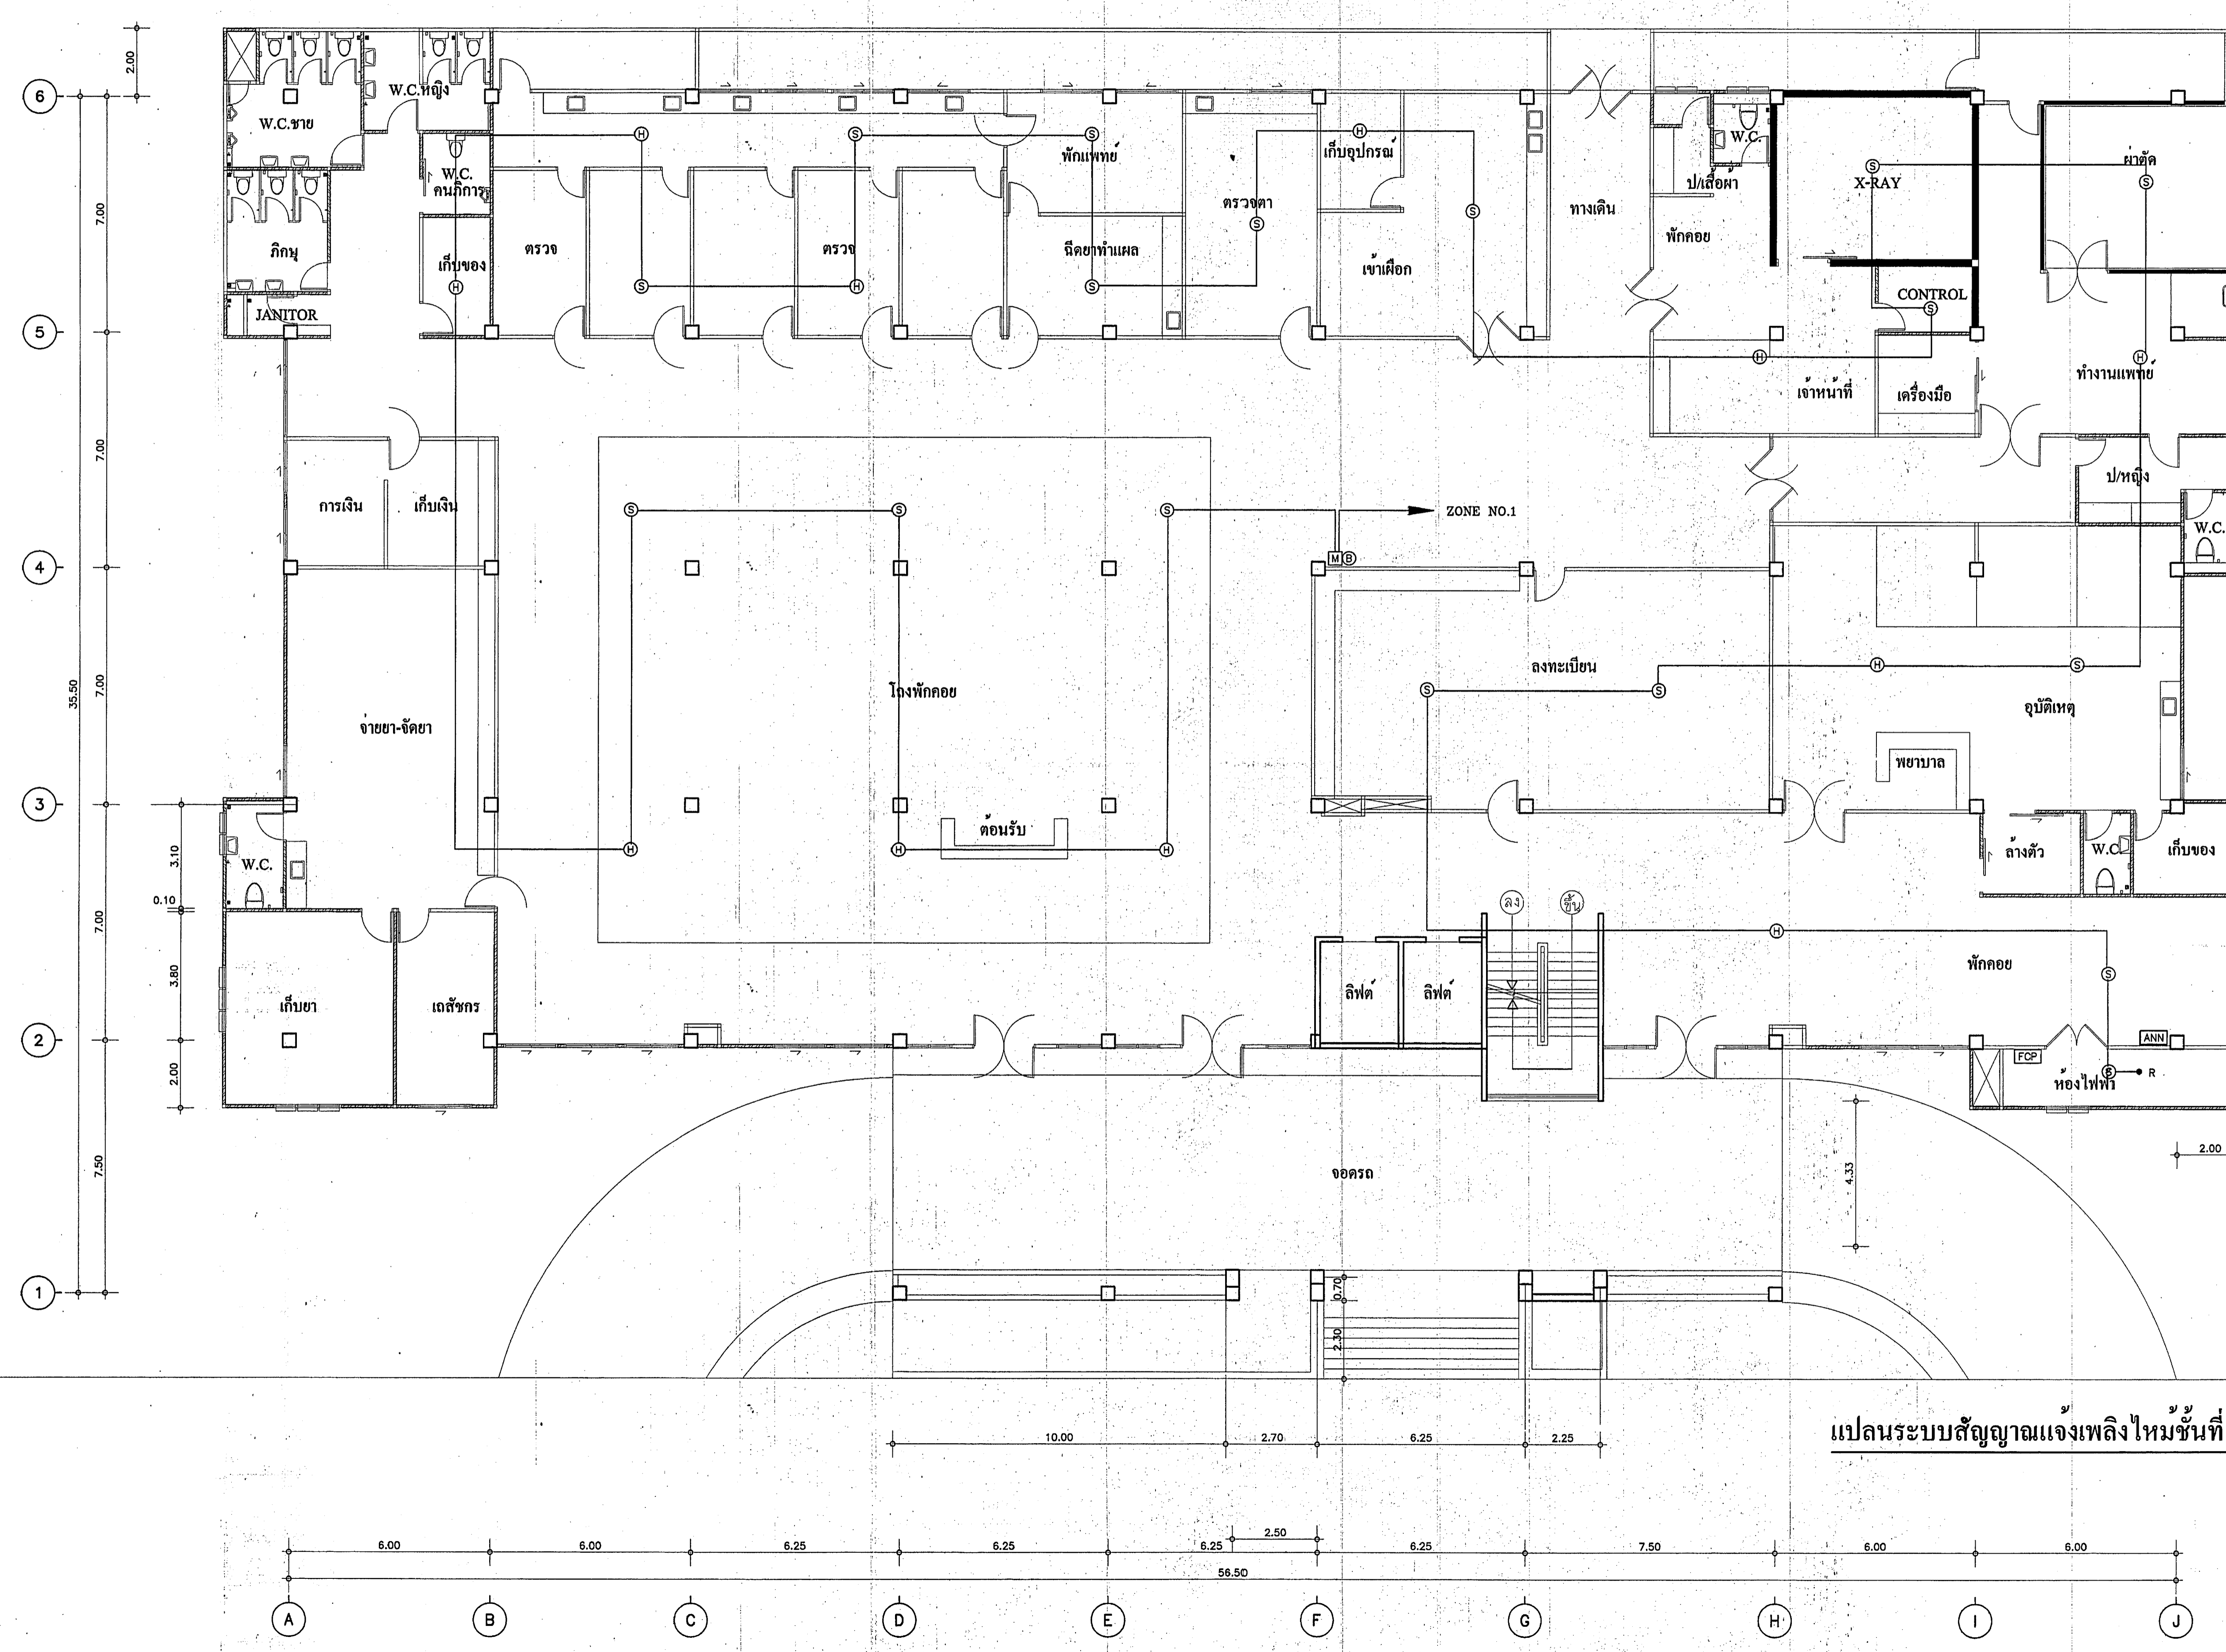 2.00
6
W.C.ชาย
W.C.หญิง
W.C.
คนภิการ
พักแพทย์
เก็บอุปกรณ์
ตรวจตา
ทางเดิน
ป/เสื้อผ้า
W.C.
X-RAY
ผ่าตัด
7.00
ภิกษุ
เก็บของ
ตรวจ
ตรวจ
ฉีดยาทำแผล
เข้าเผือก
พักคอย
CONTROL
JANITOR
H
S
S
S
H
S
S
S
S
H
H
S
H
S
S
S
H
H
5
เจ้าหน้าที่
เครื่องมือ
ทำงานแพทย์
7.00
การเงิน
เก็บเงิน
ป/หญิง
W.C.
S
S
S
ZONE NO.1
M B
4
35.50
7.00
จ่ายยา-จัดยา
โถงพักคอย
ลงทะเบียน
S
S
H
S
อุบัติเหตุ
พยาบาล
3
3.10
0.10
W.C.
ต้อนรับ
H
H
H
ล้างตัว
W.C.
เก็บของ
7.00
3.80
เก็บยา
เภสัชกร
ลิฟต์
ลิฟต์
ลง
ขึ้น
H
พักคอย
S
2
2.00
FCP
ANN
ห้องไฟฟ้า
S
R
7.50
จอดรถ
4.33
2.00
1
0.70
2.30
10.00
2.70
6.25
2.25
แปลนระบบสัญญาณแจ้งเพลิงไหม้ชั้นที่
2.50
6.00
6.00
6.25
6.25
6.25
6.25
7.50
6.00
6.00
56.50
A
B
C
D
E
F
G
H
I
J